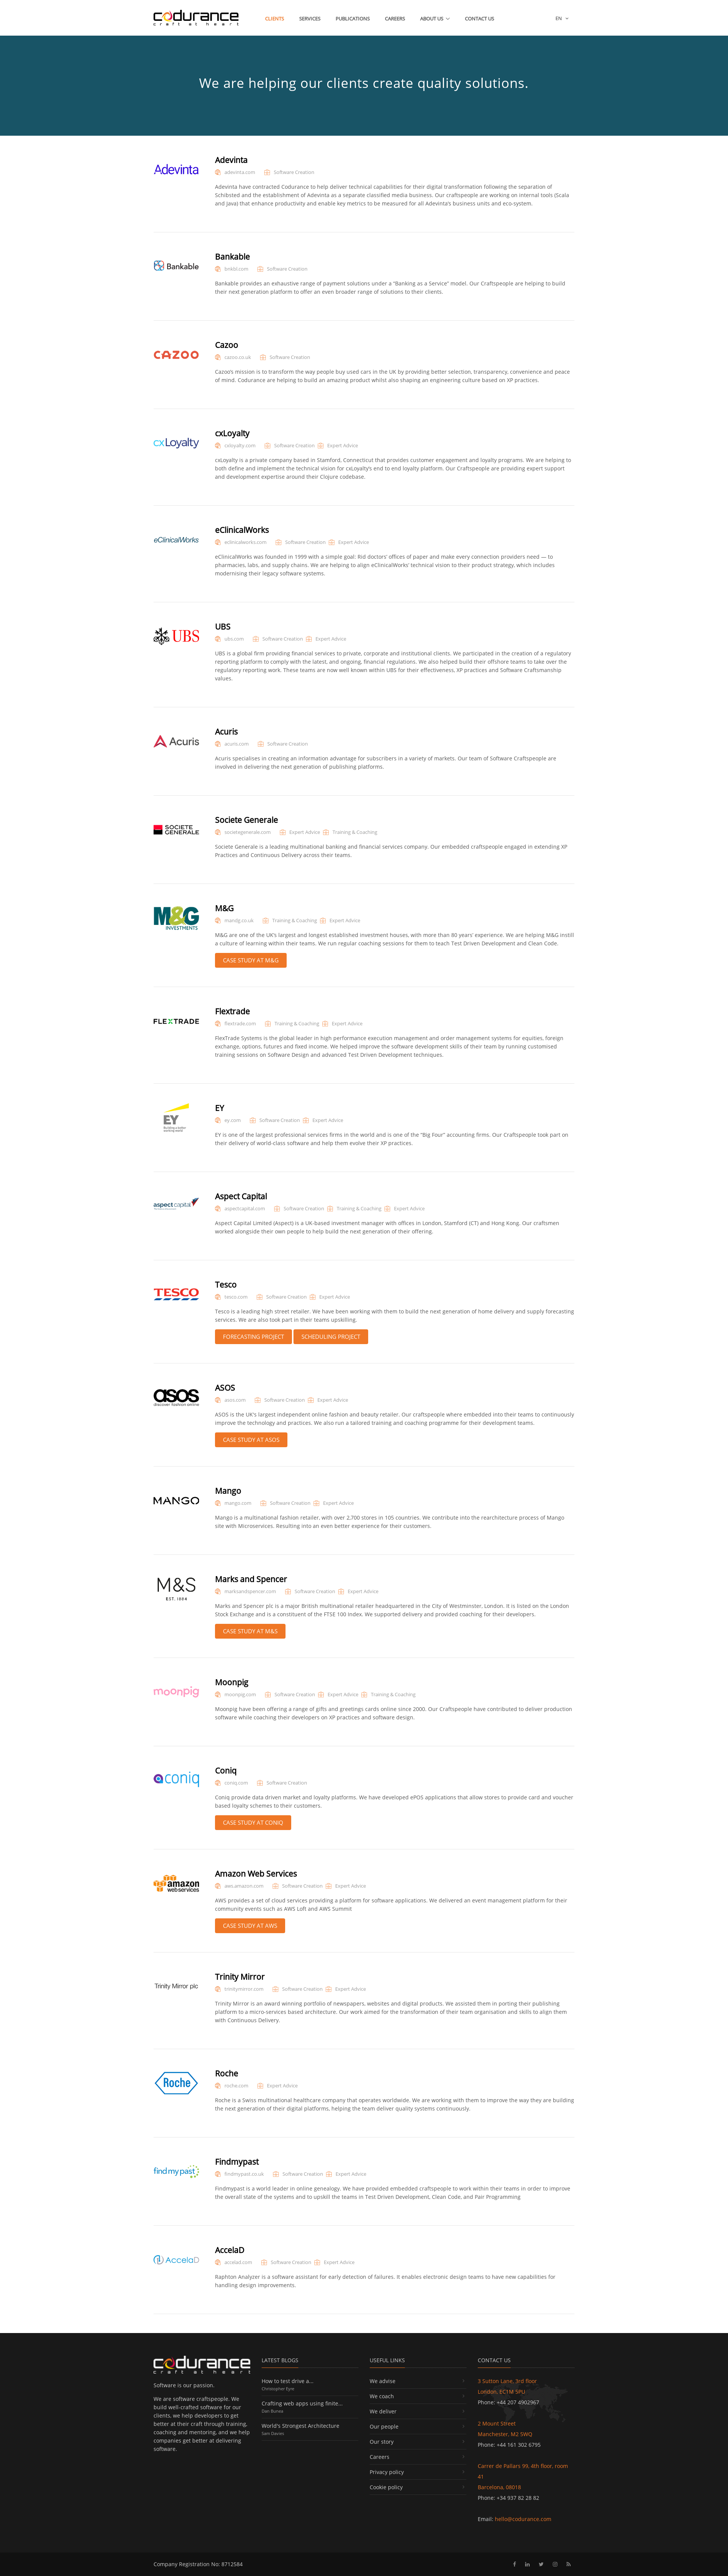 codurance
craft at heart
CLIENTS
SERVICES
PUBLICATIONS
CAREERS
ABOUT US
CONTACT US
EN
We are helping our clients create quality solutions.
Adevinta
Adevinta
adevinta.com Software Creation
Adevinta have contracted Codurance to help deliver technical capabilities for their digital transformation following the separation of
Schibsted and the establishment of Adevinta as a separate classified media business. Our craftspeople are working on internal tools (Scala
and Java) that enhance productivity and enable key metrics to be measured for all Adevinta's business units and eco-system.
Bankable
Bankable
bnkbl.com Software Creation
Bankable provides an exhaustive range of payment solutions under a "Banking as a Service" model. Our Craftspeople are helping to build
their next generation platform to offer an even broader range of solutions to their clients.
CAZOO
Cazoo
cazoo.co.uk Software Creation
Cazoo's mission is to transform the way people buy used cars in the UK by providing better selection, transparency, convenience and peace
of mind. Codurance are helping to build an amazing product whilst also shaping an engineering culture based on XP practices.
cxLoyalty
cxLoyalty
cxloyalty.com Software Creation Expert Advice
cxLoyalty is a private company based in Stamford, Connecticut that provides customer engagement and loyalty programs. We are helping to
both define and implement the technical vision for cxLoyalty's end to end loyalty platform. Our Craftspeople are providing expert support
and development expertise around their Clojure codebase.
eClinicalWorks
eClinicalWorks
eclinicalworks.com Software Creation Expert Advice
eClinicalWorks was founded in 1999 with a simple goal: Rid doctors' offices of paper and make every connection providers need — to
pharmacies, labs, and supply chains. We are helping to align eClinicalWorks' technical vision to their product strategy, which includes
modernising their legacy software systems.
UBS
UBS
ubs.com Software Creation Expert Advice
UBS is a global firm providing financial services to private, corporate and institutional clients. We participated in the creation of a regulatory
reporting platform to comply with the latest, and ongoing, financial regulations. We also helped build their offshore teams to take over the
regulatory reporting work. These teams are now well known within UBS for their effectiveness, XP practices and Software Craftsmanship
values.
Acuris
Acuris
acuris.com Software Creation
Acuris specialises in creating an information advantage for subscribers in a variety of markets. Our team of Software Craftspeople are
involved in delivering the next generation of publishing platforms.
SOCIETE
GENERALE
Societe Generale
societegenerale.com Expert Advice Training & Coaching
Societe Generale is a leading multinational banking and financial services company. Our embedded craftspeople engaged in extending XP
Practices and Continuous Delivery across their teams.
M&G
INVESTMENTS
M&G
mandg.co.uk Training & Coaching Expert Advice
M&G are one of the UK's largest and longest established investment houses, with more than 80 years' experience. We are helping M&G instill
a culture of learning within their teams. We run regular coaching sessions for them to teach Test Driven Development and Clean Code.
CASE STUDY AT M&G
FLEXTRADE
Flextrade
flextrade.com Training & Coaching Expert Advice
FlexTrade Systems is the global leader in high performance execution management and order management systems for equities, foreign
exchange, options, futures and fixed income. We helped improve the software development skills of their team by running customised
training sessions on Software Design and advanced Test Driven Development techniques.
EY
Building a better
working world
EY
ey.com Software Creation Expert Advice
EY is one of the largest professional services firms in the world and is one of the "Big Four" accounting firms. Our Craftspeople took part on
their delivery of world-class software and help them evolve their XP practices.
aspect capital
Aspect Capital
aspectcapital.com Software Creation Training & Coaching Expert Advice
Aspect Capital Limited (Aspect) is a UK-based investment manager with offices in London, Stamford (CT) and Hong Kong. Our craftsmen
worked alongside their own people to help build the next generation of their offering.
TESCO
Tesco
tesco.com Software Creation Expert Advice
Tesco is a leading high street retailer. We have been working with them to build the next generation of home delivery and supply forecasting
services. We are also took part in their teams upskilling.
FORECASTING PROJECT
SCHEDULING PROJECT
asos
discover fashion online
ASOS
asos.com Software Creation Expert Advice
ASOS is the UK's largest independent online fashion and beauty retailer. Our craftspeople where embedded into their teams to continuously
improve the technology and practices. We also run a tailored training and coaching programme for their development teams.
CASE STUDY AT ASOS
MANGO
Mango
mango.com Software Creation Expert Advice
Mango is a multinational fashion retailer, with over 2,700 stores in 105 countries. We contribute into the rearchitecture process of Mango
site with Microservices. Resulting into an even better experience for their customers.
M&S
EST. 1884
Marks and Spencer
marksandspencer.com Software Creation Expert Advice
Marks and Spencer plc is a major British multinational retailer headquartered in the City of Westminster, London. It is listed on the London
Stock Exchange and is a constituent of the FTSE 100 Index. We supported delivery and provided coaching for their developers.
CASE STUDY AT M&S
moonpig
Moonpig
moonpig.com Software Creation Expert Advice Training & Coaching
Moonpig have been offering a range of gifts and greetings cards online since 2000. Our Craftspeople have contributed to deliver production
software while coaching their developers on XP practices and software design.
coniq
Coniq
coniq.com Software Creation
Coniq provide data driven market and loyalty platforms. We have developed ePOS applications that allow stores to provide card and voucher
based loyalty schemes to their customers.
CASE STUDY AT CONIQ
amazon
webservices
Amazon Web Services
aws.amazon.com Software Creation Expert Advice
AWS provides a set of cloud services providing a platform for software applications. We delivered an event management platform for their
community events such as AWS Loft and AWS Summit
CASE STUDY AT AWS
Trinity Mirror plc
Trinity Mirror
trinitymirror.com Software Creation Expert Advice
Trinity Mirror is an award winning portfolio of newspapers, websites and digital products. We assisted them in porting their publishing
platform to a micro-services based architecture. Our work aimed for the transformation of their team organisation and skills to align them
with Continuous Delivery.
Roche
Roche
roche.com Expert Advice
Roche is a Swiss multinational healthcare company that operates worldwide. We are working with them to improve the way they are building
the next generation of their digital platforms, helping the team deliver quality systems continuously.
findmypast
Findmypast
findmypast.co.uk Software Creation Expert Advice
Findmypast is a world leader in online genealogy. We have provided embedded craftspeople to work within their teams in order to improve
the overall state of the systems and to upskill the teams in Test Driven Development, Clean Code, and Pair Programming
AccelaD
AccelaD
accelad.com Software Creation Expert Advice
Raphton Analyzer is a software assistant for early detection of failures. It enables electronic design teams to have new capabilities for
handling design improvements.
codurance
craft at heart
Software is our passion.
We are software craftspeople. We
build well-crafted software for our
clients, we help developers to get
better at their craft through training,
coaching and mentoring, and we help
companies get better at delivering
software.
LATEST BLOGS
How to test drive a...
Christopher Eyre
Crafting web apps using finite...
Dan Bunea
World's Strongest Architecture
Sam Davies
USEFUL LINKS
We advise
We coach
We deliver
Our people
Our story
Careers
Privacy policy
Cookie policy
CONTACT US
3 Sutton Lane, 3rd floor
London, EC1M 5PU
Phone: +44 207 4902967
2 Mount Street
Manchester, M2 5WQ
Phone: +44 161 302 6795
Carrer de Pallars 99, 4th floor, room
41
Barcelona, 08018
Phone: +34 937 82 28 82
Email: hello@codurance.com
Company Registration No: 8712584